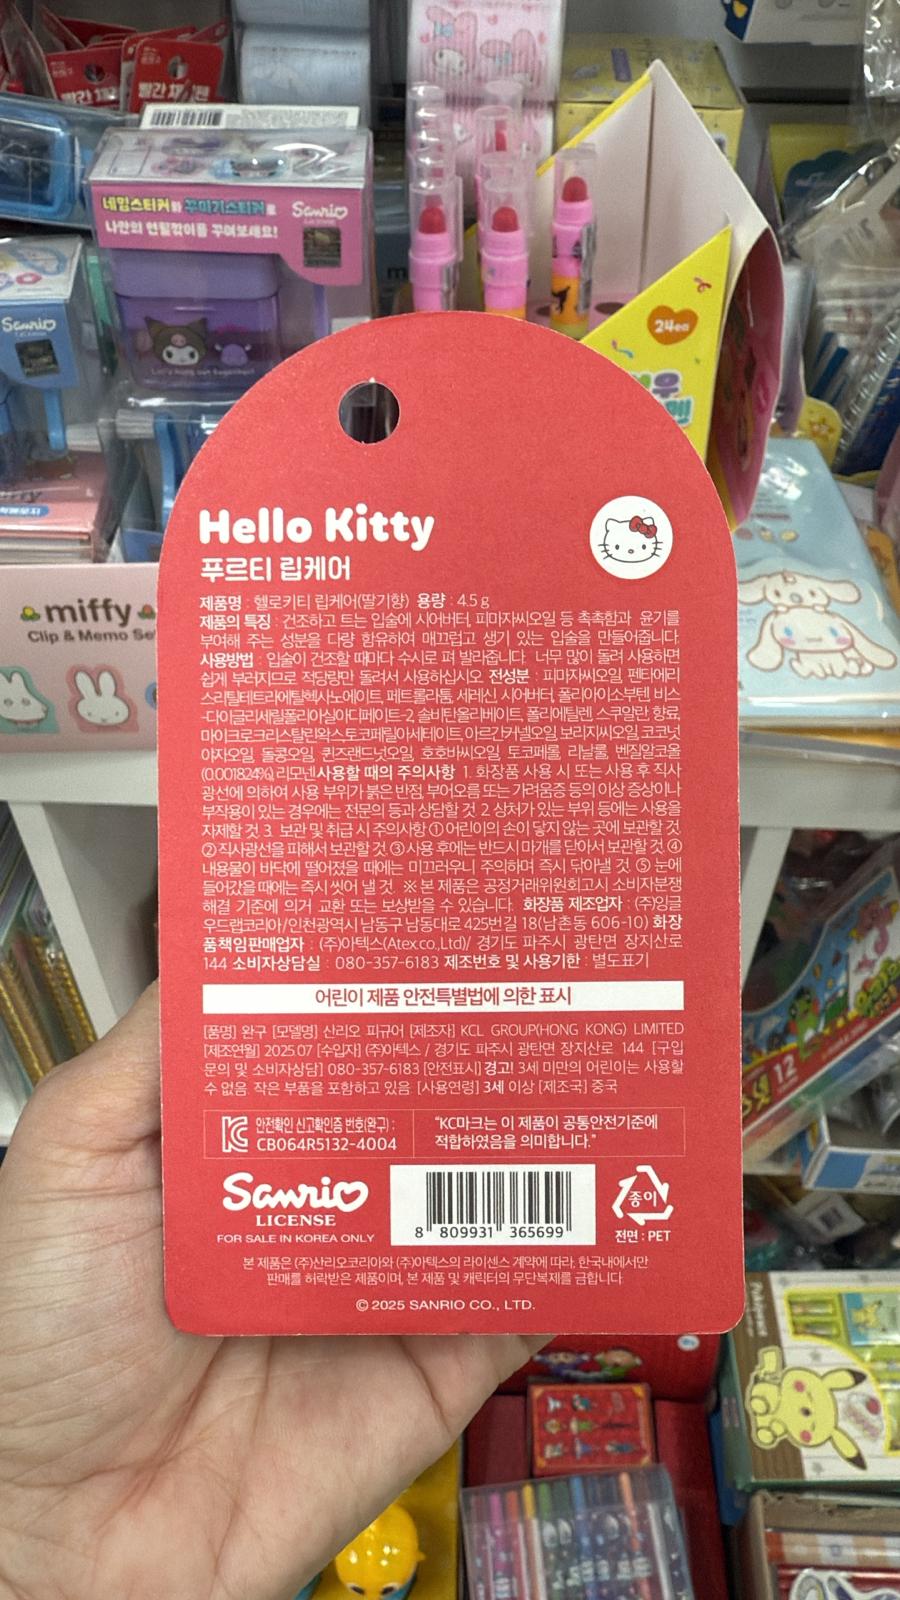 네임스티커와 꾸미기스티커로
나만의 연필깎이를 꾸며보세요!
Sanrio
Sanrio
24ea
miffy
Clip & Memo Se
Hello Kitty
푸르티 립케어
제품명 : 헬로키티 립케어(딸기향) 용량 : 4.5 g
제품의 특징 : 건조하고 트는 입술에 시어버터, 피마자씨오일 등 촉촉함과 윤기를
부여해 주는 성분을 다량 함유하여 매끄럽고 생기 있는 입술을 만들어줍니다.
사용방법 : 입술이 건조할 때마다 수시로 펴 발라줍니다. 너무 많이 돌려 사용하면
쉽게 부러지므로 적당량만 돌려서 사용하십시오. 전성분 : 피마자씨오일, 펜타에리
스리틸테트라에틸헥사노에이트, 페트롤라툼, 세레신, 시어버터, 폴리아이소부텐, 비스
-다이글리세릴폴리아실아디페이트-2, 솔비탄올리베이트, 폴리에틸렌, 스쿠알란, 향료,
마이크로크리스탈린왁스,토코페릴아세테이트, 아르간커넬오일, 보리지씨오일, 코코넛
야자오일, 돌콩오일, 퀸즈랜드넛오일, 호호바씨오일, 토코페롤, 리날룰, 벤질알코올
(0.001824%),리모넨 사용할 때의 주의사항 1. 화장품 사용 시 또는 사용 후 직사
광선에 의하여 사용 부위가 붉은 반점, 부어오름 또는 가려움증 등의 이상 증상이나
부작용이 있는 경우에는 전문의 등과 상담할 것 2. 상처가 있는 부위 등에는 사용을
자제할 것 3. 보관 및 취급 시 주의사항 ① 어린이의 손이 닿지 않는 곳에 보관할 것
② 직사광선을 피해서 보관할 것 ③ 사용 후에는 반드시 마개를 닫아서 보관할 것 ④
내용물이 바닥에 떨어졌을 때에는 미끄러우니 주의하며 즉시 닦아낼 것 ⑤ 눈에
들어갔을 때에는 즉시 씻어 낼 것. ※ 본 제품은 공정거래위원회고시 소비자분쟁
해결 기준에 의거 교환 또는 보상받을 수 있습니다. 화장품 제조업자 : (주)잉글
우드랩코리아/인천광역시 남동구 남동대로 425번길 18(남촌동 606-10) 화장
품책임판매업자 : (주)아텍스(Atex.co.,Ltd)/ 경기도 파주시 광탄면 장지산로
144 소비자상담실 : 080-357-6183 제조번호 및 사용기한 : 별도표기
어린이 제품 안전특별법에 의한 표시
[품명] 완구 [모델명] 산리오 피규어 [제조자] KCL GROUP(HONG KONG) LIMITED
[제조연월] 2025.07 [수입자] (주)아텍스 / 경기도 파주시 광탄면 장지산로 144 [구입
문의 및 소비자상담] 080-357-6183 [안전표시] 경고! 3세 미만의 어린이는 사용할
수 없음. 작은 부품을 포함하고 있음. [사용연령] 3세 이상 [제조국] 중국
안전확인 신고확인증 번호(완구) :
CB064R5132-4004
"KC마크는 이 제품이 공통안전기준에
적합하였음을 의미합니다."
Sanrio
LICENSE
FOR SALE IN KOREA ONLY
8 809931 365699
종이
전면 : PET
본 제품은 (주)산리오코리아와 (주)아텍스의 라이센스 계약에 따라, 한국내에서만
판매를 허락받은 제품이며, 본 제품 및 캐릭터의 무단복제를 금합니다.
© 2025 SANRIO CO., LTD.
12